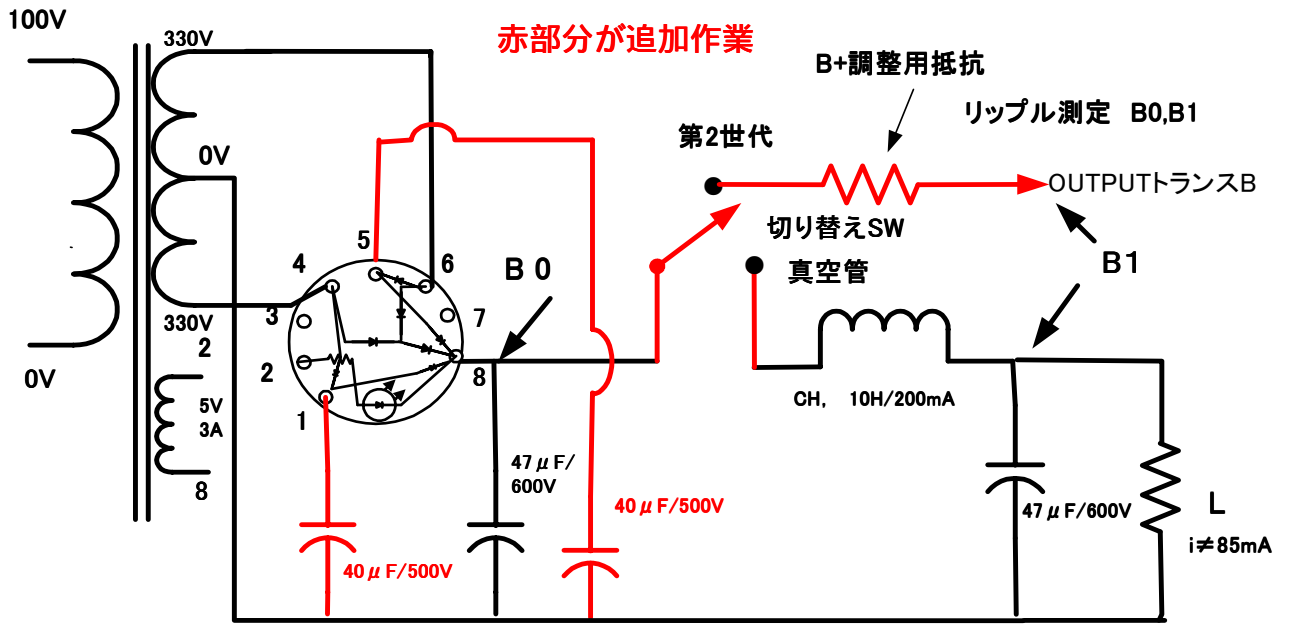 100V
330V
赤部分が追加作業
B+調整用抵抗
リップル測定 B0,B1
第2世代
0V
OUTPUTトランスB
切り替えSW
5
4
6
B 0
真空管
B1
3
7
330V
2
0V
2
8
CH, 10H/200mA
5V
3A
1
47μF/
600V
8
40μF/500V
47μF/600V
L
i≠85mA
40μF/500V